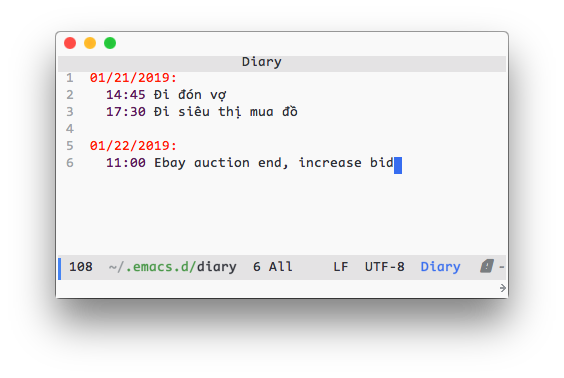 Diary
1 01/21/2019:
2 14:45 Đi đón vợ
3 17:30 Đi siêu thị mua đồ
4
5 01/22/2019:
6 11:00 Ebay auction end, increase bid
108 ~/.emacs.d/diary 6 All LF UTF-8 Diary -